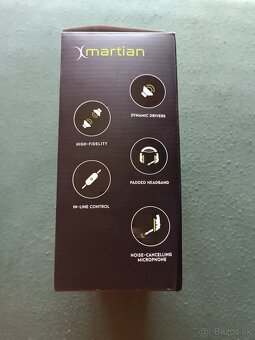 martian
DYNAMIC DRIVERS
HIGH-FIDELITY
PADDED HEADBAND
IN-LINE CONTROL
NOISE-CANCELLING
MICROPHONE
Bazos.sk